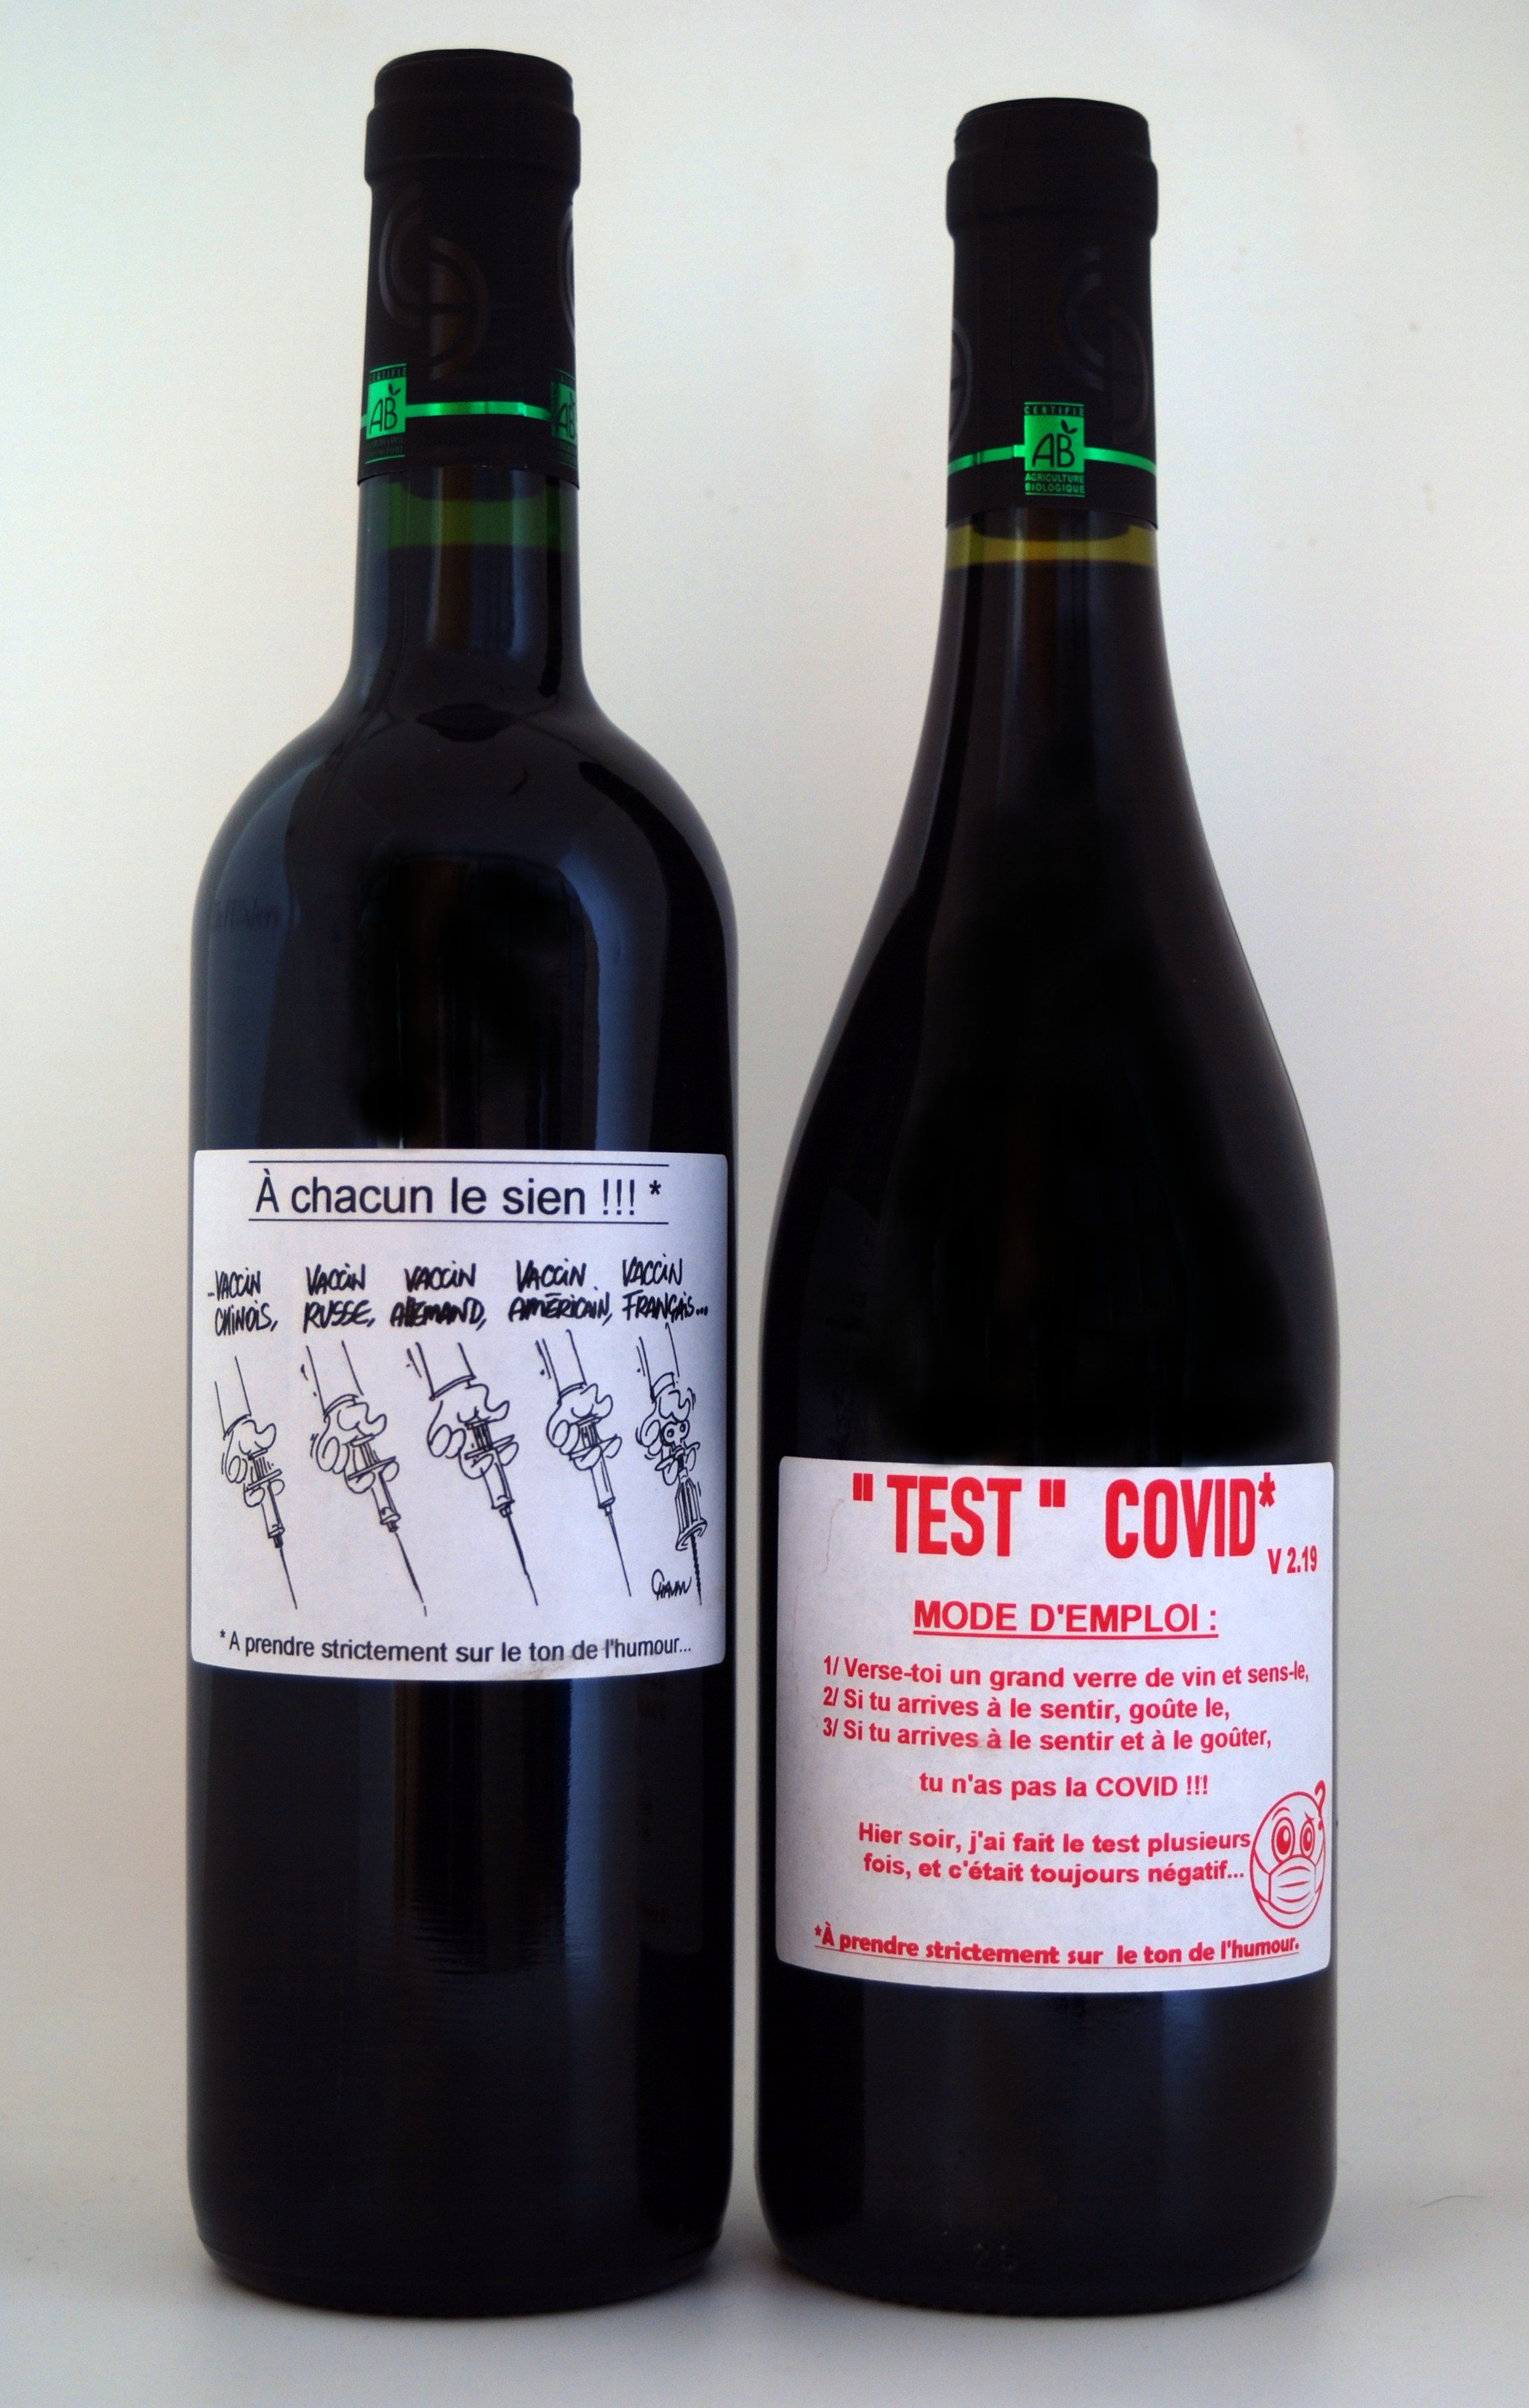 CERTIFIÉ
AB
AB
À chacun le sien !!! *
...VACCIN
CHINOIS,
VACCIN
RUSSE,
VACCIN
ALLEMAND,
VACCIN
AMÉRICAIN,
VACCIN
FRANÇAIS...
* A prendre strictement sur le ton de l'humour...
CERTIFIÉ
AB
AGRICULTURE
BIOLOGIQUE
" TEST " COVID*
V 2.19
MODE D'EMPLOI :
1/ Verse-toi un grand verre de vin et sens-le,
2/ Si tu arrives à le sentir, goûte le,
3/ Si tu arrives à le sentir et à le goûter,
tu n'as pas la COVID !!!
Hier soir, j'ai fait le test plusieurs
fois, et c'était toujours négatif...
?
*À prendre strictement sur le ton de l'humour.